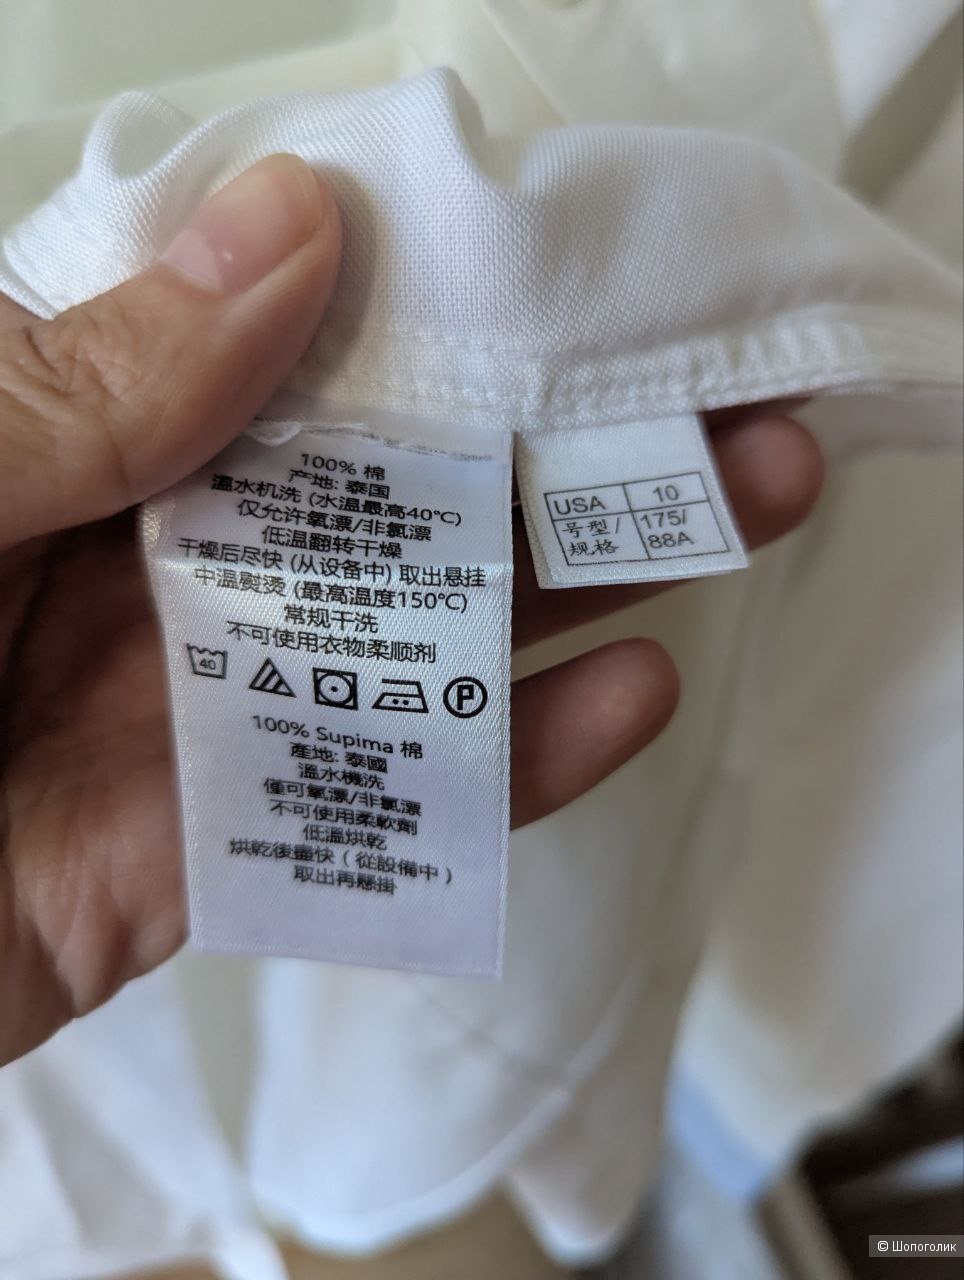 100% 棉
产地: 泰国
温水机洗 (水温最高40℃)
仅允许氧漂/非氯漂
低温翻转干燥
干燥后尽快 (从设备中) 取出悬挂
中温熨烫 (最高温度150℃)
常规干洗
不可使用衣物柔顺剂
40
P
100% Supima 棉
產地: 泰國
溫水機洗
僅可氧漂/非氯漂
不可使用柔軟劑
低溫烘乾
烘乾後盡快 ( 從設備中 )
取出再懸掛
USA 10
号型/ 175/
规格 88A
© Шопоголик